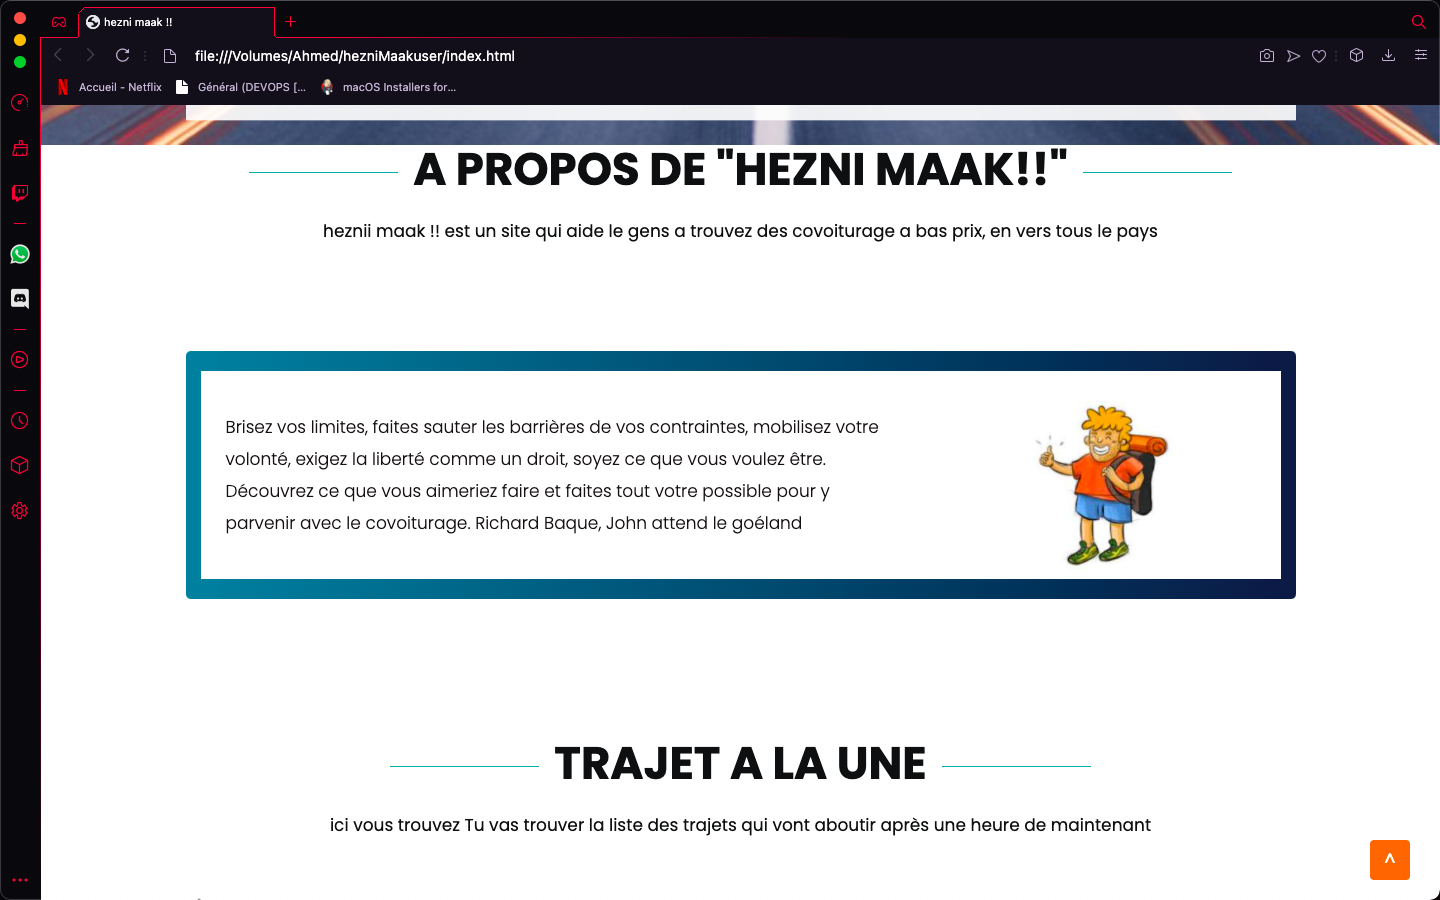 hezni maak !!
file:///Volumes/Ahmed/hezniMaakuser/index.html
Accueil - Netflix
Général (DEVOPS [...
macOS Installers for...
A PROPOS DE "HEZNI MAAK!!"
heznii maak !! est un site qui aide le gens a trouvez des covoiturage a bas prix, en vers tous le pays
Brisez vos limites, faites sauter les barrières de vos contraintes, mobilisez votre
volonté, exigez la liberté comme un droit, soyez ce que vous voulez être.
Découvrez ce que vous aimeriez faire et faites tout votre possible pour y
parvenir avec le covoiturage. Richard Baque, John attend le goéland
TRAJET A LA UNE
ici vous trouvez Tu vas trouver la liste des trajets qui vont aboutir après une heure de maintenant
^